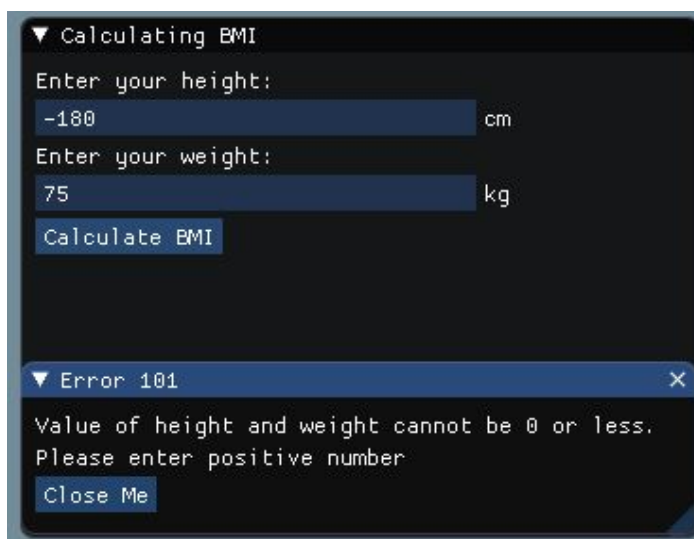 Calculating BMI
Enter your height:
-180 cm
Enter your weight:
75 kg
Calculate BMI
Error 101
Value of height and weight cannot be 0 or less.
Please enter positive number
Close Me